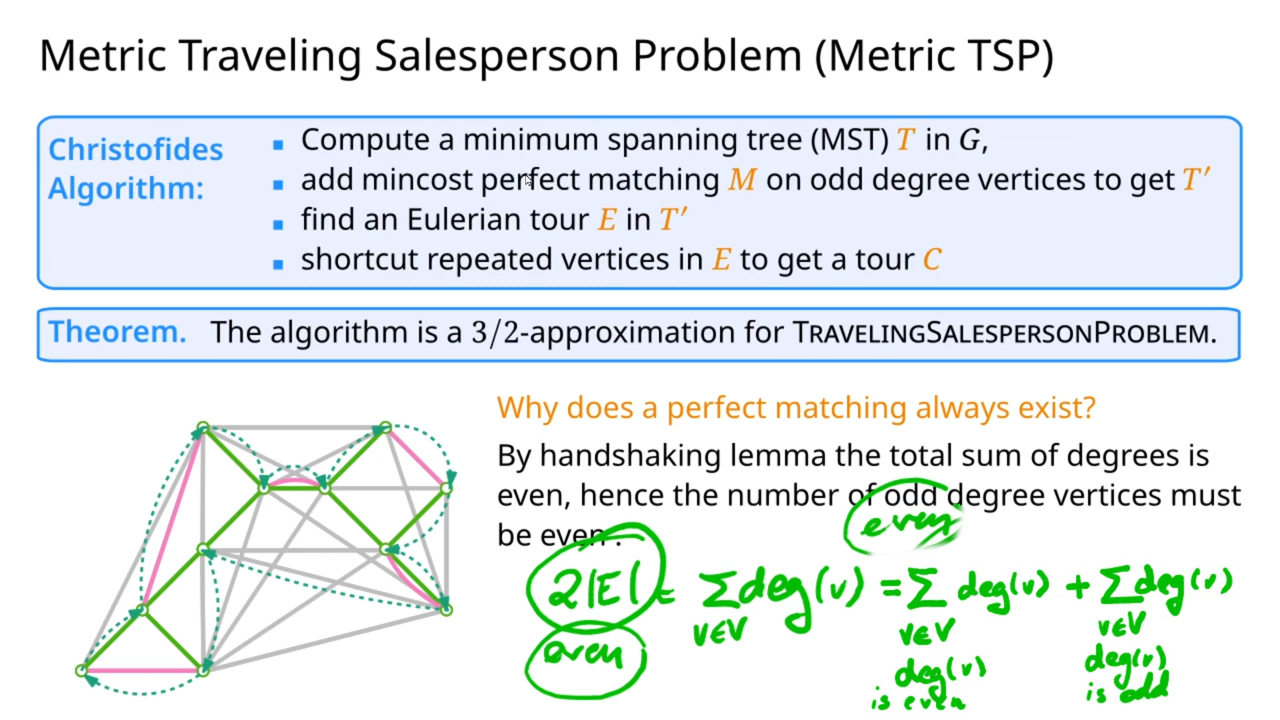 Metric Traveling Salesperson Problem (Metric TSP)
Christofides Algorithm:
▪ Compute a minimum spanning tree (MST) T in G,
▪ add mincost perfect matching M on odd degree vertices to get T′
▪ find an Eulerian tour E in T′
▪ shortcut repeated vertices in E to get a tour C
Theorem. The algorithm is a 3/2-approximation for TRAVELINGSALESPERSONPROBLEM.
Why does a perfect matching always exist?
By handshaking lemma the total sum of degrees is
even, hence the number of odd degree vertices must
be even.
even
2|E| = Σ deg(v) = Σ deg(v) + Σ deg(v)
v∈V v∈V v∈V
even deg(v) deg(v)
is even is odd